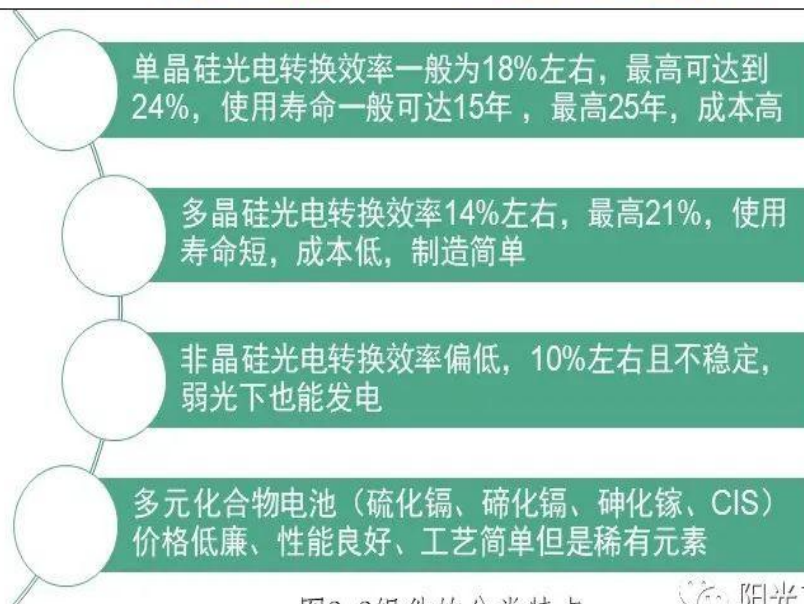 单晶硅光电转换效率一般为18%左右，最高可达到
24%，使用寿命一般可达15年，最高25年，成本高
多晶硅光电转换效率14%左右，最高21%，使用
寿命短，成本低，制造简单
非晶硅光电转换效率偏低，10%左右且不稳定，
弱光下也能发电
多元化合物电池（硫化镉、碲化镉、砷化镓、CIS）
价格低廉、性能良好、工艺简单但是稀有元素
阳光